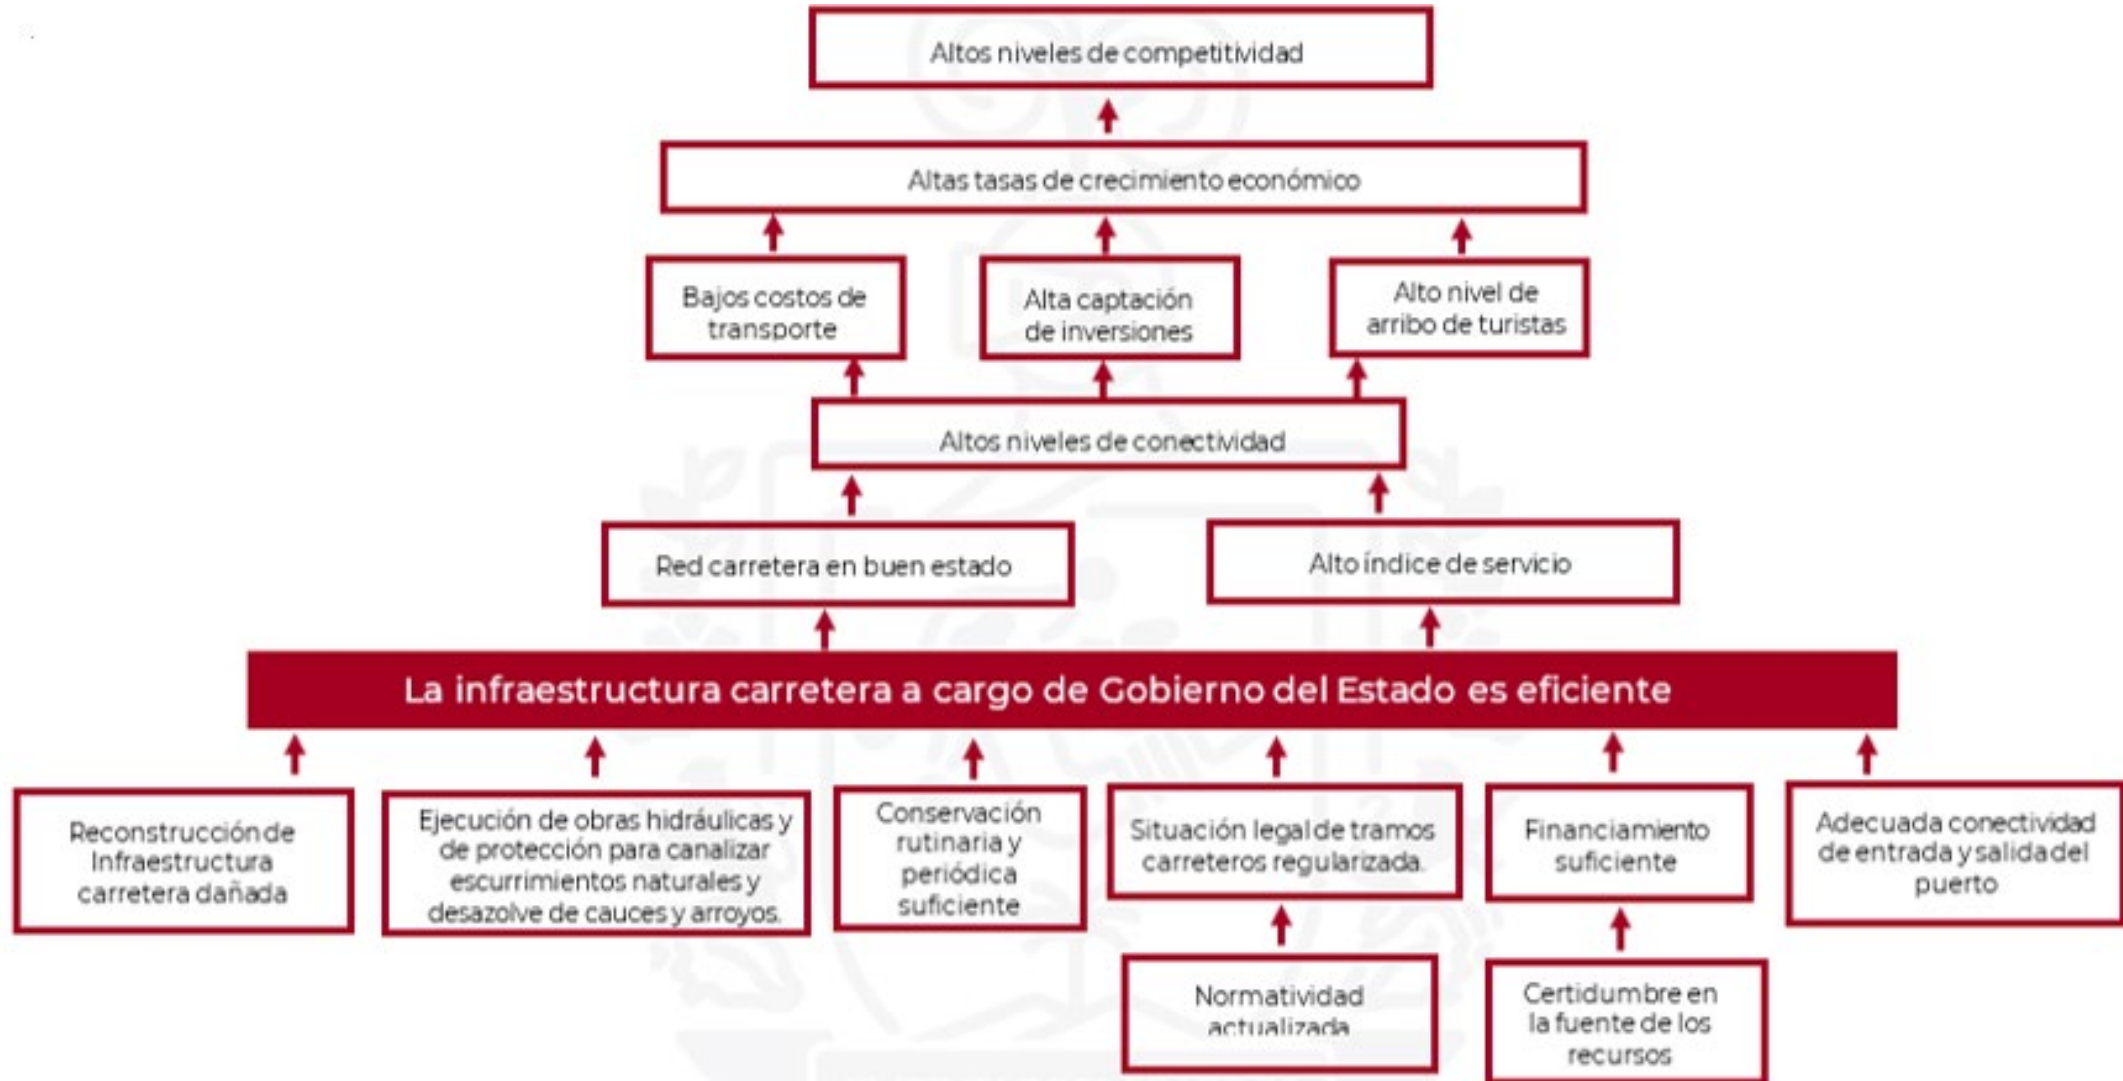 Altos niveles de competitividad
Altas tasas de crecimiento económico
Bajos costos de
transporte
Alta captación
de inversiones
Alto nivel de
arribo de turistas
Altos niveles de conectividad
Red carretera en buen estado
Alto índice de servicio
La infraestructura carretera a cargo de Gobierno del Estado es eficiente
Reconstrucción de
Infraestructura
carretera dañada
Ejecución de obras hidráulicas y
de protección para canalizar
escurrimientos naturales y
desazolve de cauces y arroyos.
Conservación
rutinaria y
periódica
suficiente
Situación legal de tramos
carreteros regularizada.
Financiamiento
suficiente
Adecuada conectividad
de entrada y salida del
puerto
Normatividad
actualizada
Certidumbre en
la fuente de los
recursos